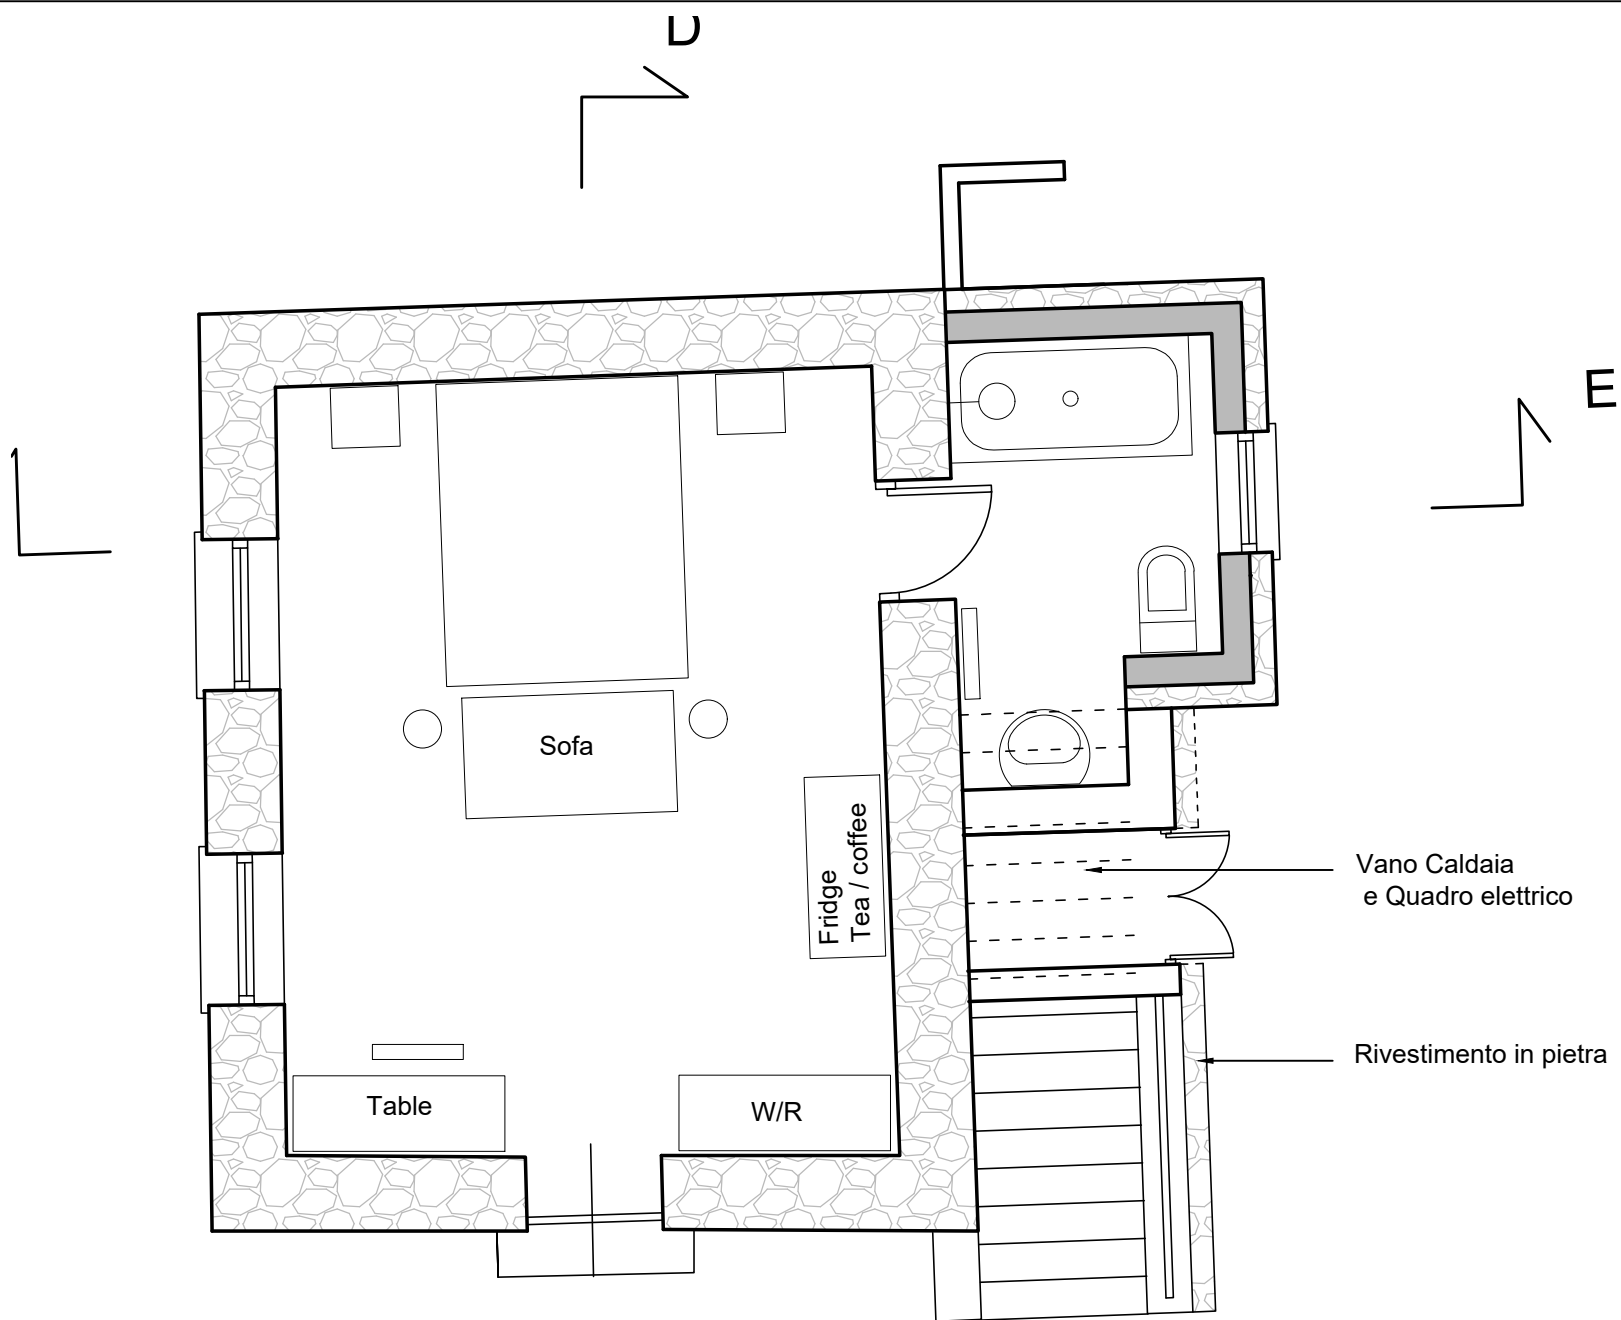 D
E
Sofa
Fridge
Tea / coffee
Vano Caldaia
e Quadro elettrico
Rivestimento in pietra
Table
W/R